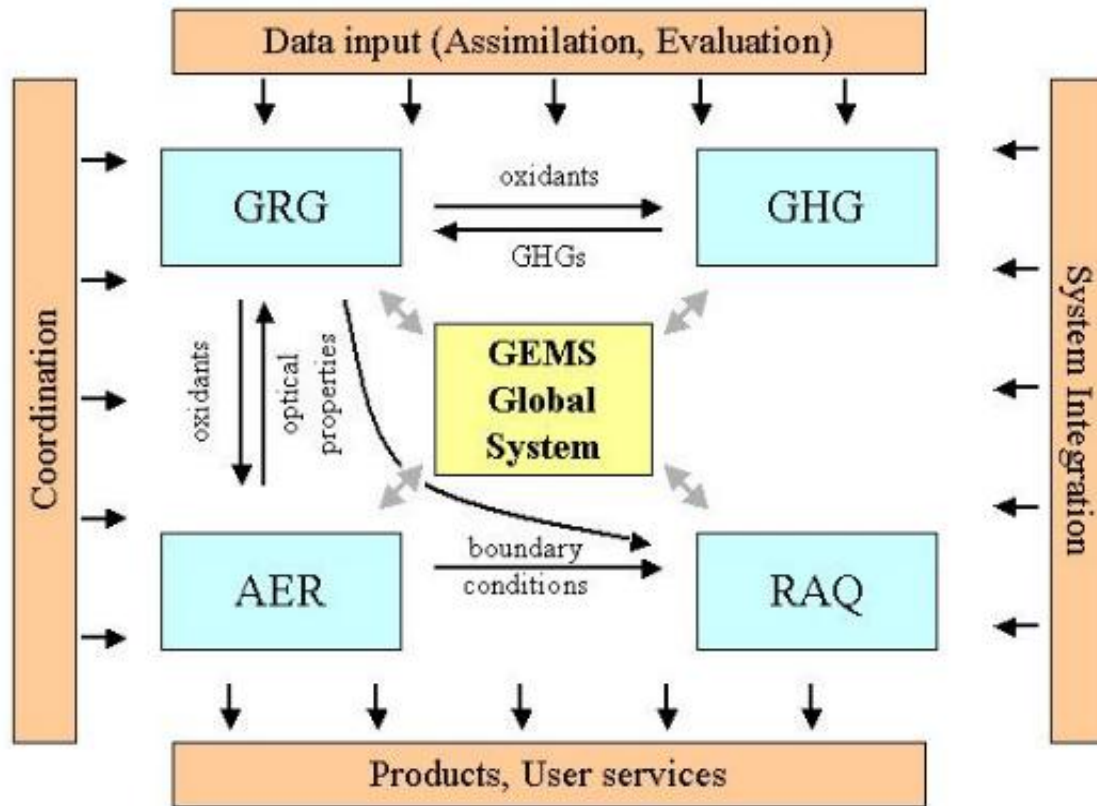 Data input (Assimilation, Evaluation)
Coordination
System Integration
GRG
oxidants
GHGs
GHG
oxidants
optical
properties
GEMS
Global
System
AER
boundary
conditions
RAQ
Products, User services